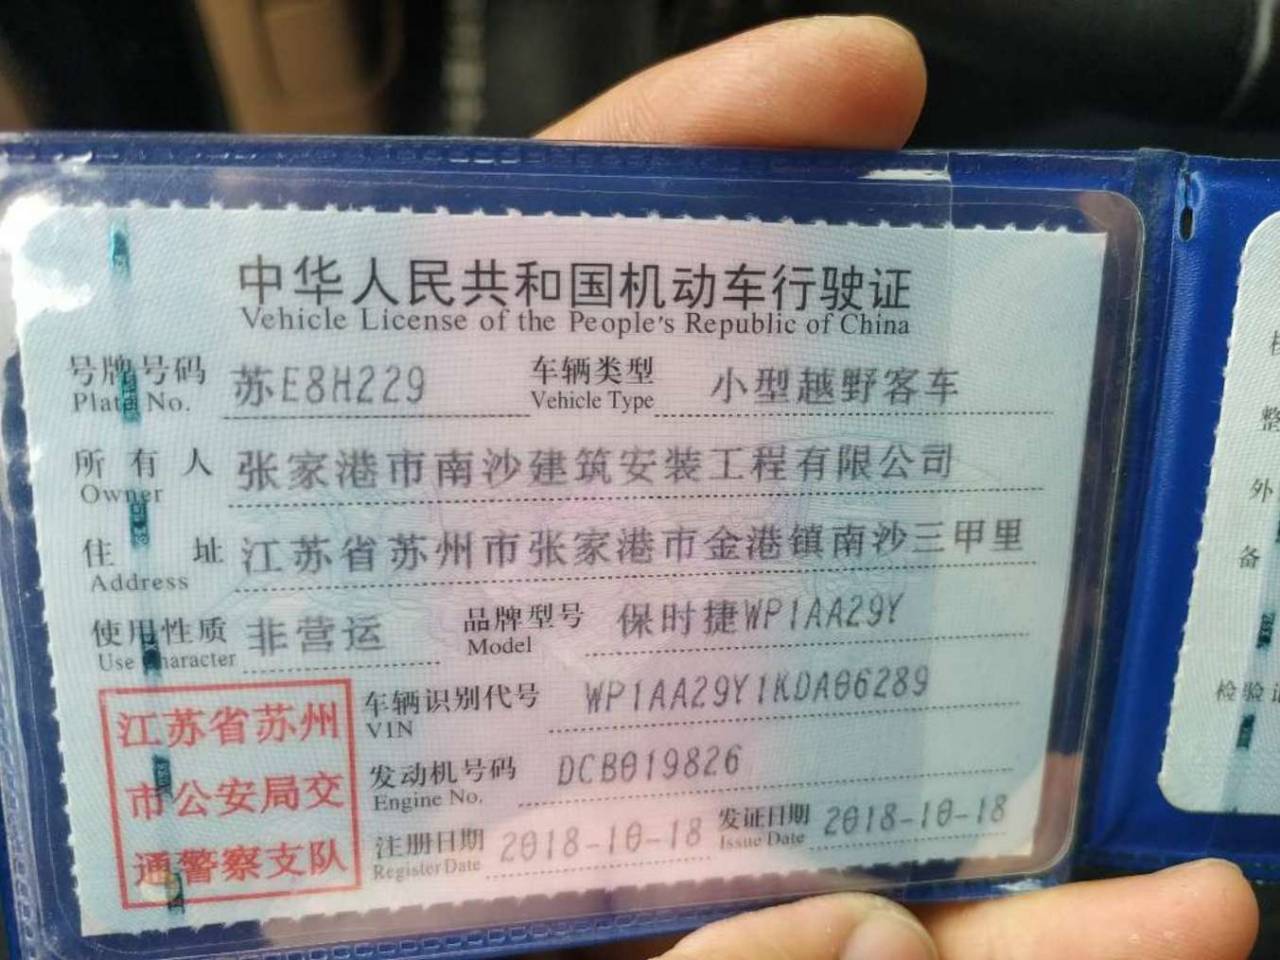 中华人民共和国机动车行驶证
Vehicle License of the People's Republic of China
号牌号码 苏E8H229 车辆类型 小型越野客车
Plate No. Vehicle Type
所有人 张家港市南沙建筑安装工程有限公司
Owner
住址 江苏省苏州市张家港市金港镇南沙三甲里
Address
使用性质 非营运 品牌型号 保时捷WP1AA29Y
Use Character Model
车辆识别代号 WP1AA29Y1KDA06289
VIN
发动机号码 DCB019826
Engine No.
注册日期 2018-10-18 发证日期 2018-10-18
Register Date Issue Date
江苏省苏州
市公安局交
通警察支队
整
外
备
检验